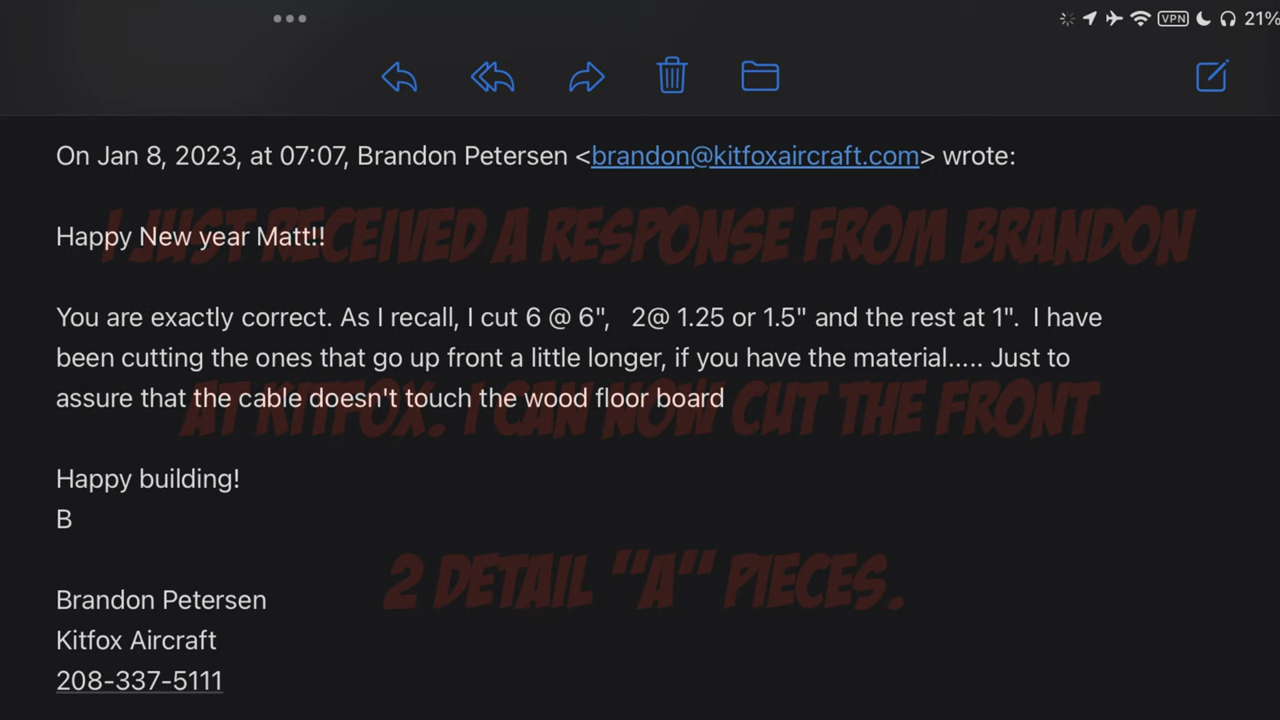 21%
On Jan 8, 2023, at 07:07, Brandon Petersen <brandon@kitfoxaircraft.com> wrote:
I JUST RECEIVED A RESPONSE FROM BRANDON
Happy New year Matt!!
You are exactly correct. As I recall, I cut 6 @ 6",   2@ 1.25 or 1.5" and the rest at 1".  I have
been cutting the ones that go up front a little longer, if you have the material..... Just to
assure that the cable doesn't touch the wood floor board
AT KITFOX. I CAN NOW CUT THE FRONT
Happy building!
B
2 DETAIL "A" PIECES.
Brandon Petersen
Kitfox Aircraft
208-337-5111
VPN